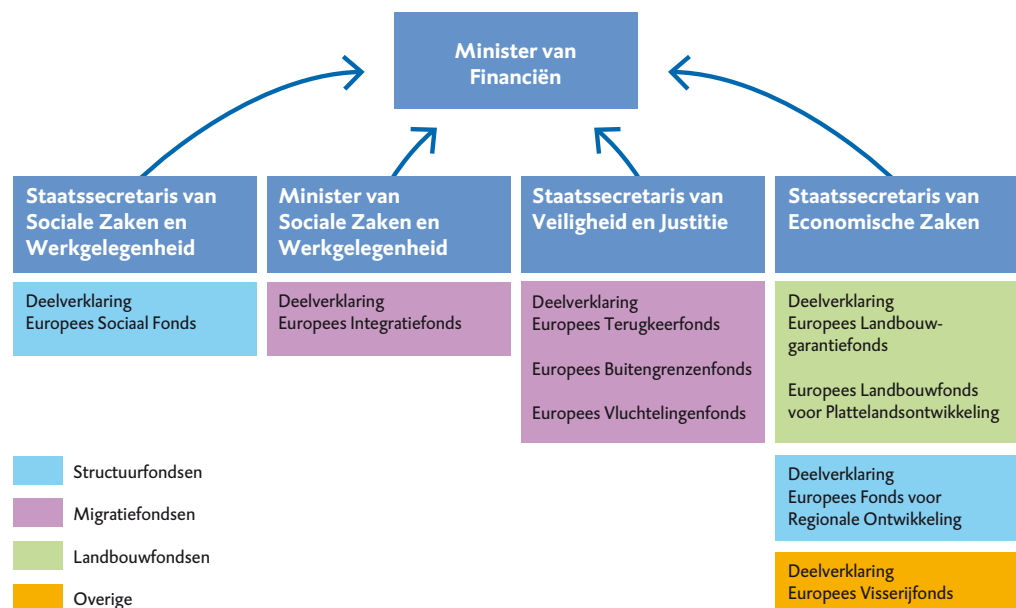 Minister van
Financiën
Staatssecretaris van
Sociale Zaken en
Werkgelegenheid
Deelverklaring
Europees Sociaal Fonds
Minister van
Sociale Zaken en
Werkgelegenheid
Deelverklaring
Europees Integratiefonds
Staatssecretaris van
Veiligheid en Justitie
Deelverklaring
Europees Terugkeerfonds
Europees Buitengrenzenfonds
Europees Vluchtelingenfonds
Staatssecretaris van
Economische Zaken
Deelverklaring
Europees Landbouw-
garantiefonds
Europees Landbouwfonds
voor Plattelandsontwikkeling
Deelverklaring
Europees Fonds voor
Regionale Ontwikkeling
Deelverklaring
Europees Visserijfonds
Structuurfondsen
Migratiefondsen
Landbouwfondsen
Overige